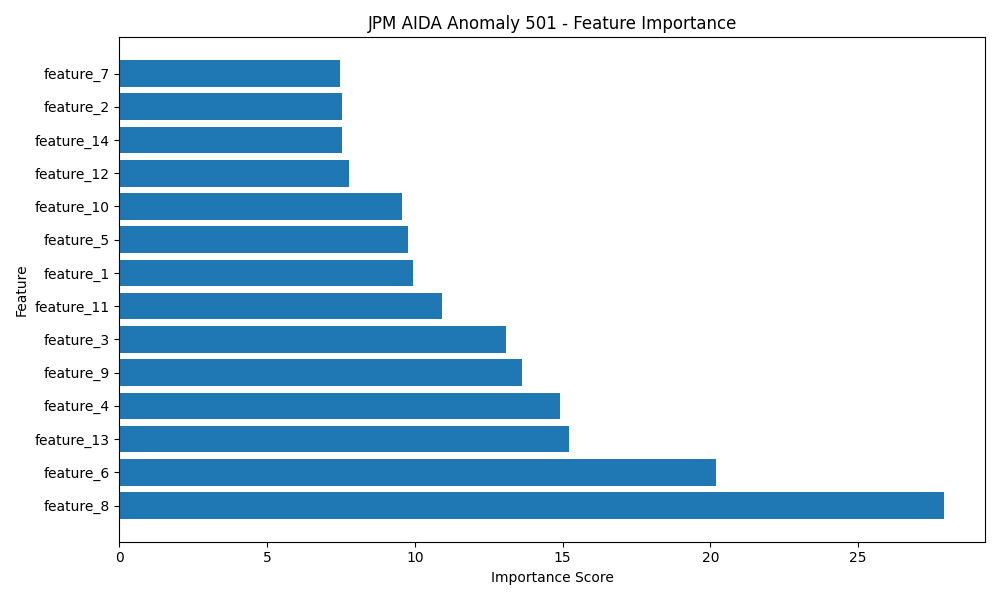 JPM AIDA Anomaly 501 - Feature Importance
feature_7
feature_2
feature_14
feature_12
feature_10
feature_5
feature_1
feature_11
feature_3
feature_9
feature_4
feature_13
feature_6
feature_8
Feature
0 5 10 15 20 25
Importance Score